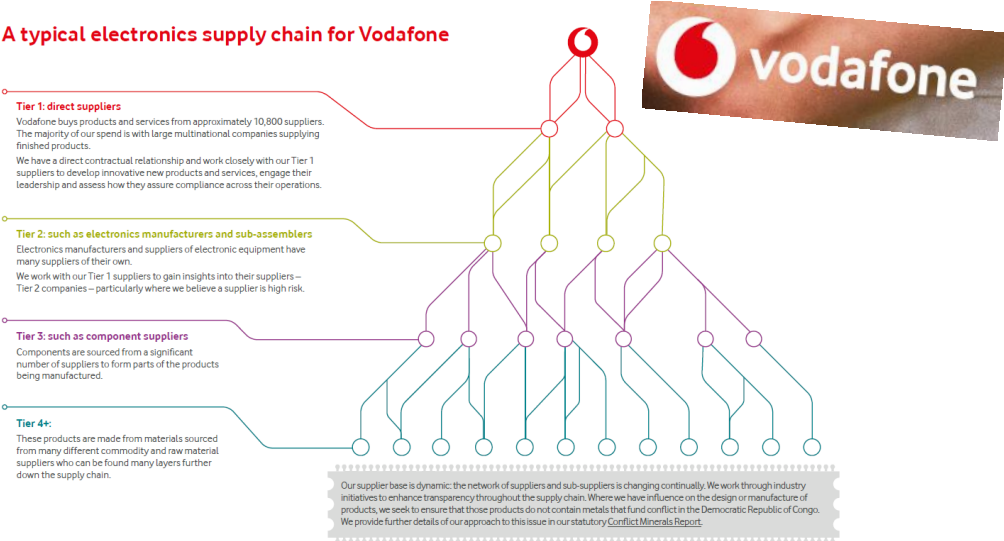 A typical electronics supply chain for Vodafone
vodafone
Tier 1: direct suppliers
Vodafone buys products and services from approximately 10,800 suppliers.
The majority of our spend is with large multinational companies supplying
finished products.
We have a direct contractual relationship and work closely with our Tier 1
suppliers to develop innovative new products and services, engage their
leadership and assess how they assure compliance across their operations.
Tier 2: such as electronics manufacturers and sub-assemblers
Electronics manufacturers and suppliers of electronic equipment have
many suppliers of their own.
We work with our Tier 1 suppliers to gain insights into their suppliers –
Tier 2 companies – particularly where we believe a supplier is high risk.
Tier 3: such as component suppliers
Components are sourced from a significant
number of suppliers to form parts of the products
being manufactured.
Tier 4+:
These products are made from materials sourced
from many different commodity and raw material
suppliers who can be found many layers further
down the supply chain.
Our supplier base is dynamic: the network of suppliers and sub-suppliers is changing continually. We work through industry
initiatives to enhance transparency throughout the supply chain. Where we have influence on the design or manufacture of
products, we seek to ensure that those products do not contain metals that fund conflict in the Democratic Republic of Congo.
We provide further details of our approach to this issue in our statutory Conflict Minerals Report.